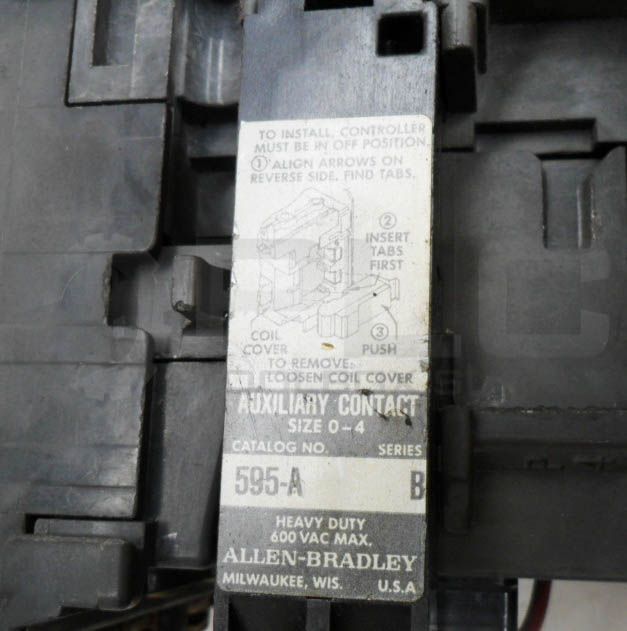 TO INSTALL, CONTROLLER
MUST BE IN OFF POSITION.
① ALIGN ARROWS ON
REVERSE SIDE. FIND TABS.
②
INSERT
TABS
FIRST
COIL
COVER
③
PUSH
TO REMOVE:
LOOSEN COIL COVER
AUXILIARY CONTACT
SIZE 0-4
CATALOG NO. SERIES
595-A B
HEAVY DUTY
600 VAC MAX.
ALLEN-BRADLEY
MILWAUKEE, WIS. U.S.A